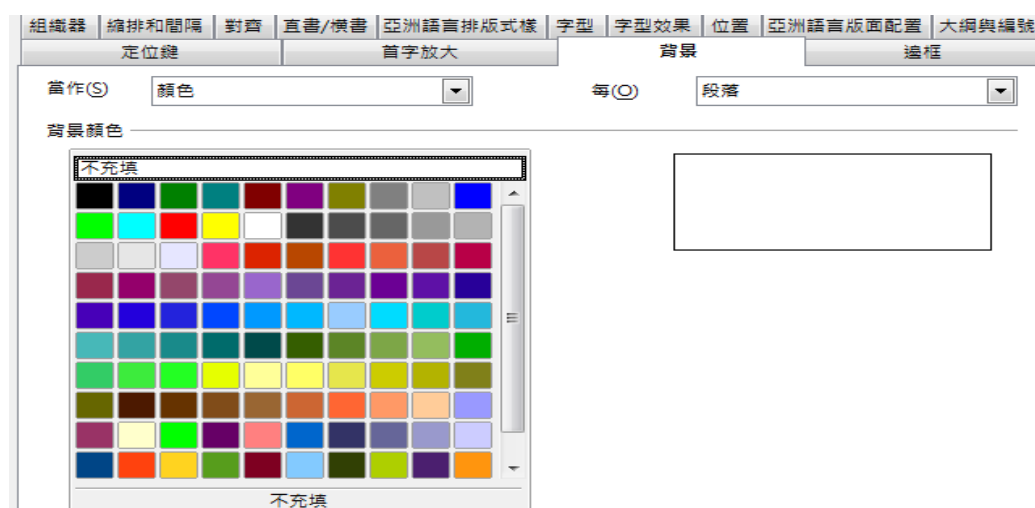 組織器 縮排和間隔 對齊 直書/橫書 亞洲語言排版式樣 字型 字型效果 位置 亞洲語言版面配置 大綱與編號
定位鍵 首字放大 背景 邊框
當作(S) 顏色 每(O) 段落
背景顏色
不充填
不充填